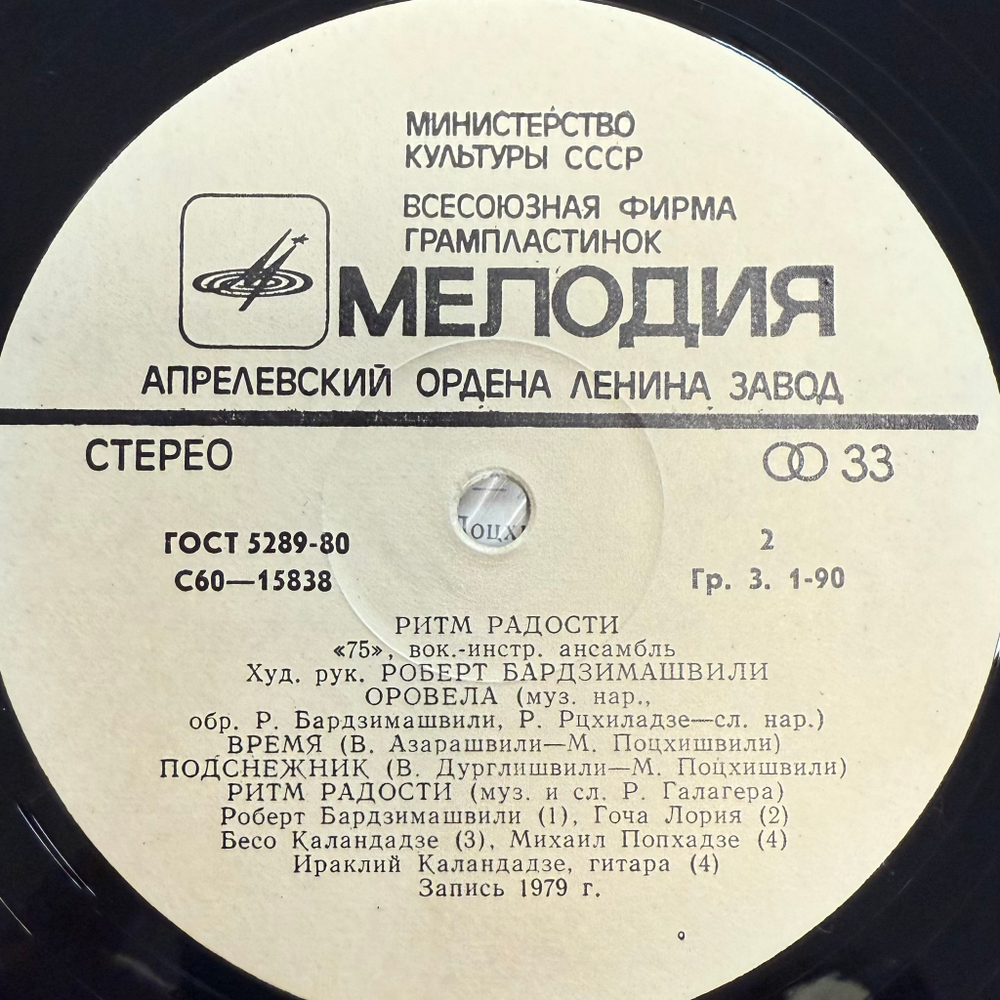 МИНИСТЕРСТВО
КУЛЬТУРЫ СССР
ВСЕСОЮЗНАЯ ФИРМА
ГРАМПЛАСТИНОК
МЕЛОДИЯ
АПРЕЛЕВСКИЙ ОРДЕНА ЛЕНИНА ЗАВОД
СТЕРЕО
33
ГОСТ 5289-80
2
С60—15838
Гр. 3. 1-90
РИТМ РАДОСТИ
«75», вок.-инстр. ансамбль
Худ. рук. РОБЕРТ БАРДЗИМАШВИЛИ
ОРОВЕЛА (муз. нар.,
обр. Р. Бардзимашвили, Р. Рцхиладзе—сл. нар.)
ВРЕМЯ (В. Азарашвили—М. Поцхишвили)
ПОДСНЕЖНИК (В. Дурглишвили—М. Поцхишвили)
РИТМ РАДОСТИ (муз. и сл. Р. Галагера)
Роберт Бардзимашвили (1), Гоча Лория (2)
Бесо Каландадзе (3), Михаил Попхадзе (4)
Ираклий Каландадзе, гитара (4)
Запись 1979 г.